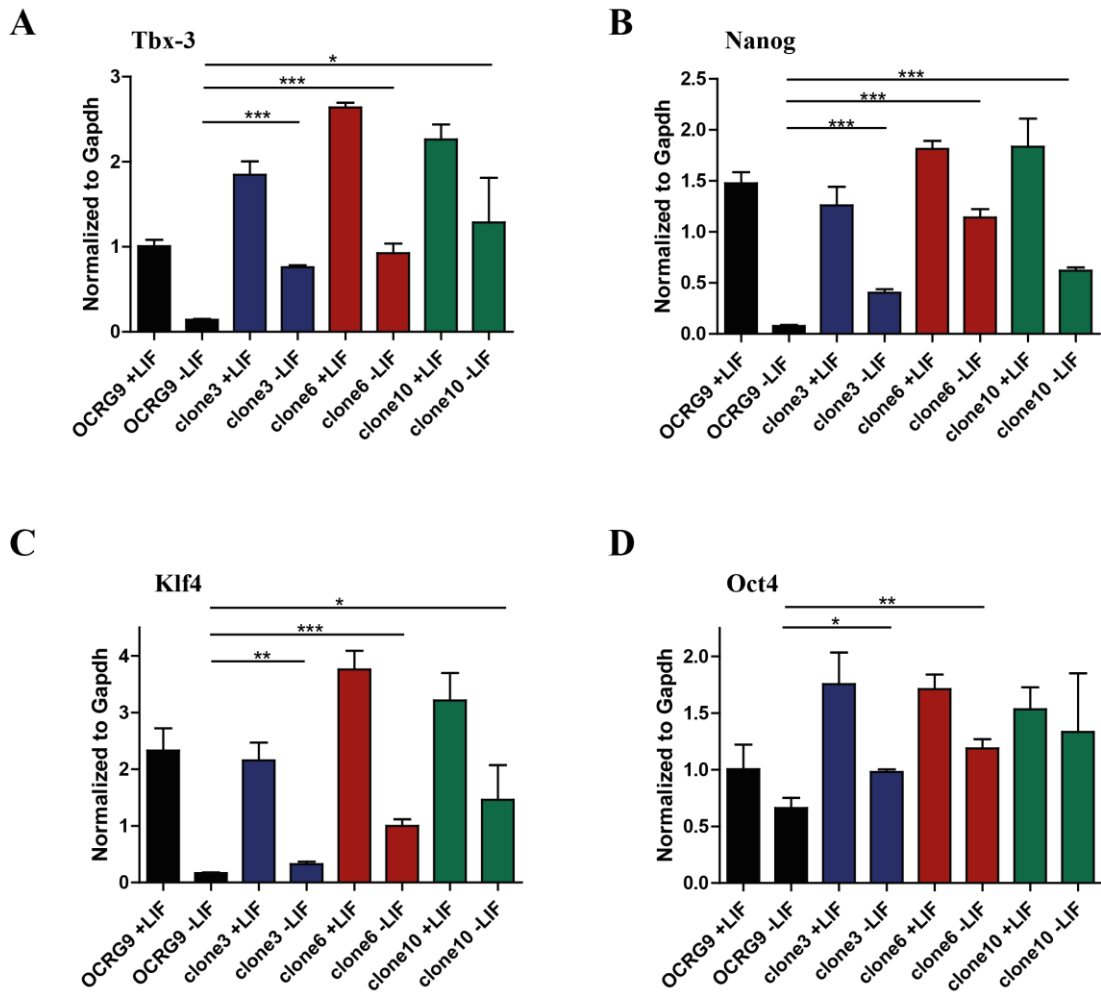 A
Tbx-3
*
***
***
Normalized to Gapdh
3
2
1
0
OCRG9 +LIF
OCRG9 -LIF
clone3 +LIF
clone3 -LIF
clone6 +LIF
clone6 -LIF
clone10 +LIF
clone10 -LIF
B
Nanog
***
***
***
Normalized to Gapdh
2.5
2.0
1.5
1.0
0.5
0.0
OCRG9 +LIF
OCRG9 -LIF
clone3 +LIF
clone3 -LIF
clone6 +LIF
clone6 -LIF
clone10 +LIF
clone10 -LIF
C
Klf4
*
***
**
Normalized to Gapdh
4
3
2
1
0
OCRG9 +LIF
OCRG9 -LIF
clone3 +LIF
clone3 -LIF
clone6 +LIF
clone6 -LIF
clone10 +LIF
clone10 -LIF
D
Oct4
**
*
Normalized to Gapdh
2.0
1.5
1.0
0.5
0.0
OCRG9 +LIF
OCRG9 -LIF
clone3 +LIF
clone3 -LIF
clone6 +LIF
clone6 -LIF
clone10 +LIF
clone10 -LIF